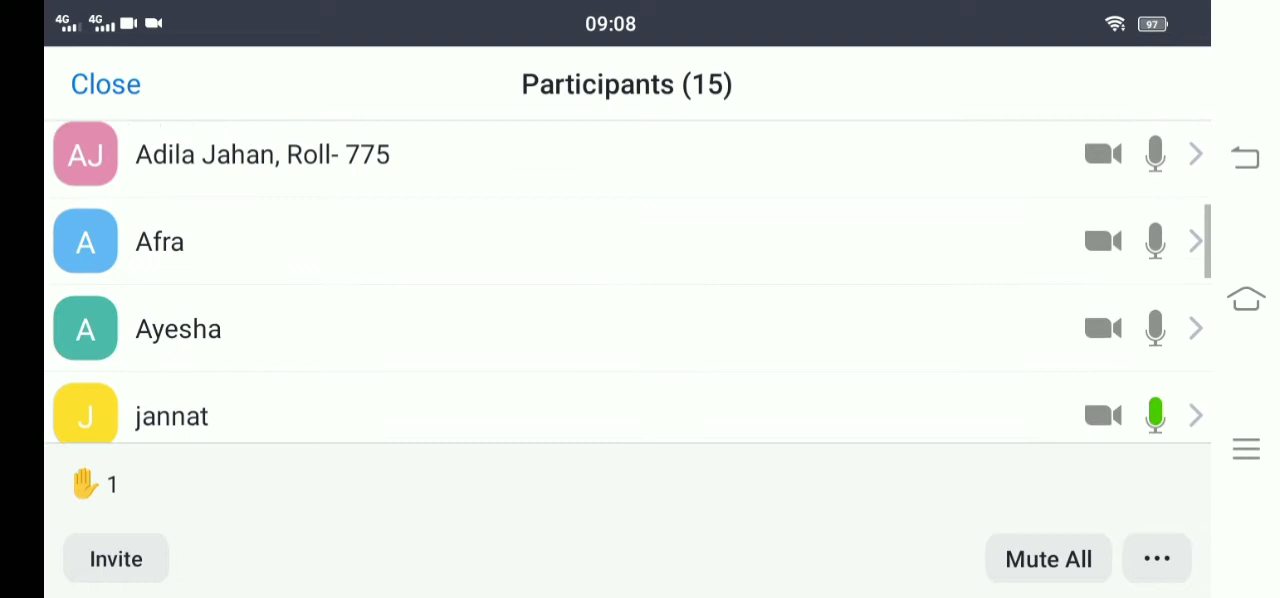 4G 4G 09:08 97
Close Participants (15)
AJ Adila Jahan, Roll- 775
A Afra
A Ayesha
J jannat
1
Invite Mute All